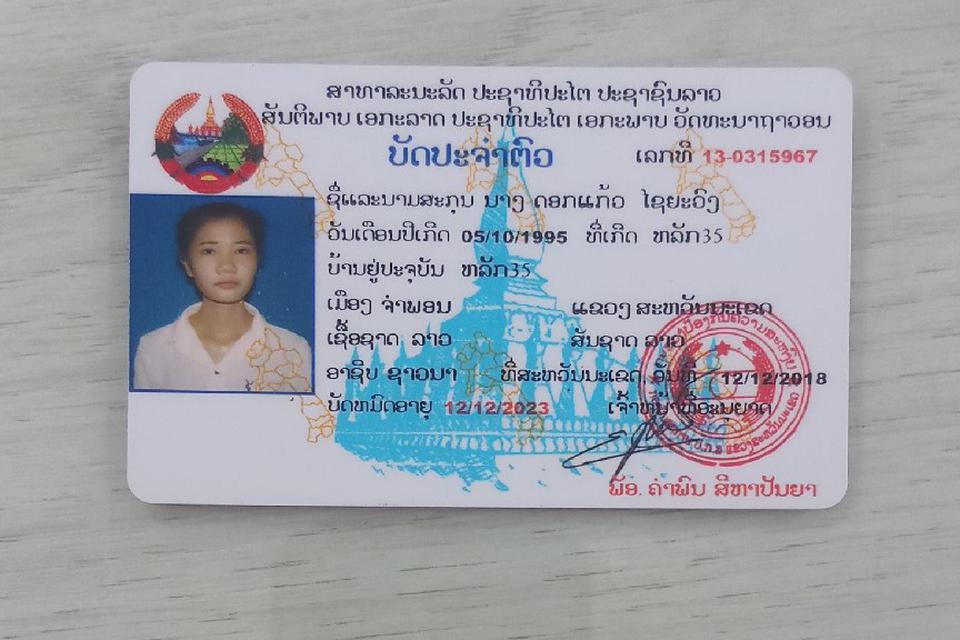 ສາທາລະນະລັດ ປະຊາທິປະໄຕ ປະຊາຊົນລາວ
ສັນຕິພາບ ເອກະລາດ ປະຊາທິປະໄຕ ເອກະພາບ ວັດທະນາຖາວອນ
ບັດປະຈຳຕົວ ເລກທີ 13-0315967
ຊື່ແລະນາມສະກຸນ ນາງ ດອກແກ້ວ ໄຊຍະວົງ
ວັນເດືອນປີເກີດ 05/10/1995 ທີ່ເກີດ ຫລັກ35
ບ້ານຢູ່ປະຈຸບັນ ຫລັກ35
ເມືອງ ຈຳພອນ ແຂວງ ສະຫວັນນະເຂດ
ເຊື້ອຊາດ ລາວ ສັນຊາດ ລາວ
ອາຊິບ ຊາວນາ ທີ່ສະຫວັນນະເຂດ, ວັນທີ 12/12/2018
ບັດຫມົດອາຍຸ 12/12/2023 ເຈົ້າຫນ້າທີ່ອະນຸຍາດ
ພັອ. ຄຳພັນ ສີຫາປັນຍາ